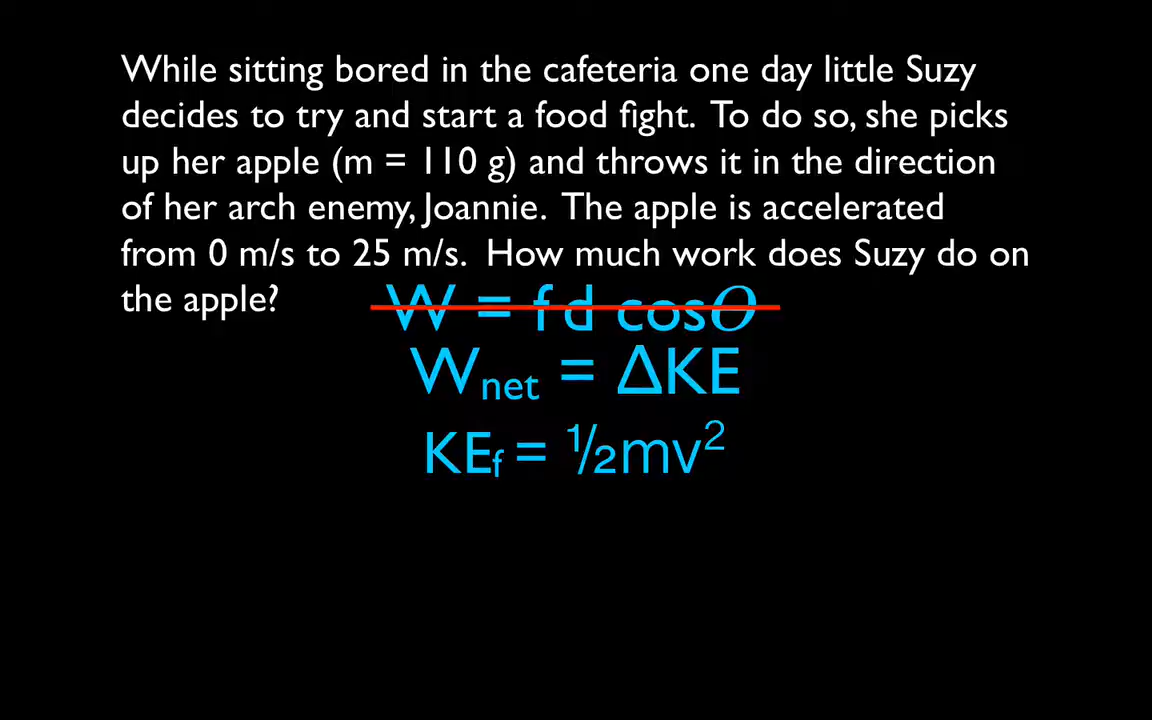 While sitting bored in the cafeteria one day little Suzy
decides to try and start a food fight. To do so, she picks
up her apple (m = 110 g) and throws it in the direction
of her arch enemy, Joannie. The apple is accelerated
from 0 m/s to 25 m/s. How much work does Suzy do on
the apple?
W = f d cosΘ
Wnet = ΔKE
KEf = ½mv²